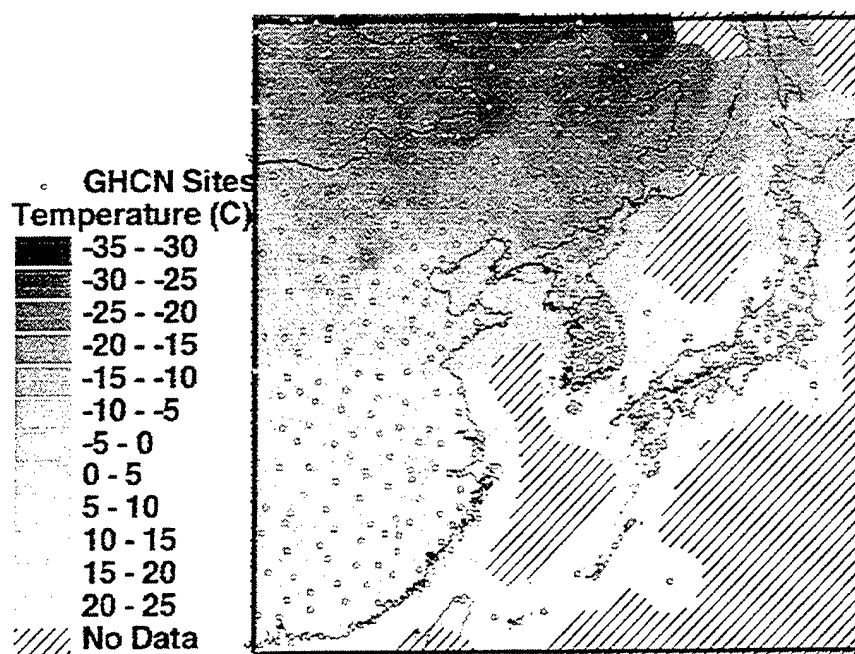 GHCN Sites
Temperature (C)
-35 - -30
-30 - -25
-25 - -20
-20 - -15
-15 - -10
-10 - -5
-5 - 0
0 - 5
5 - 10
10 - 15
15 - 20
20 - 25
No Data